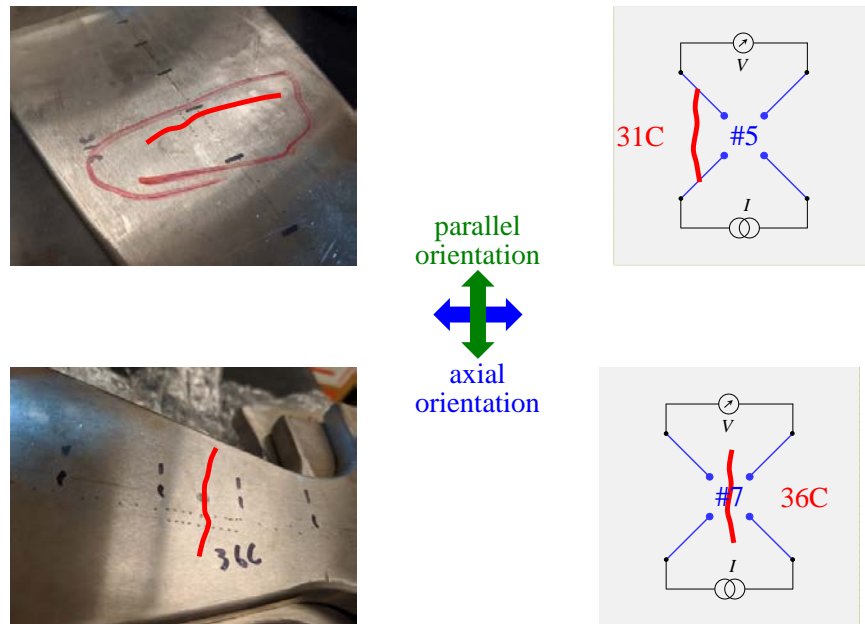 V
31C
#5
I
parallel
orientation
axial
orientation
V
#7
36C
I
36C